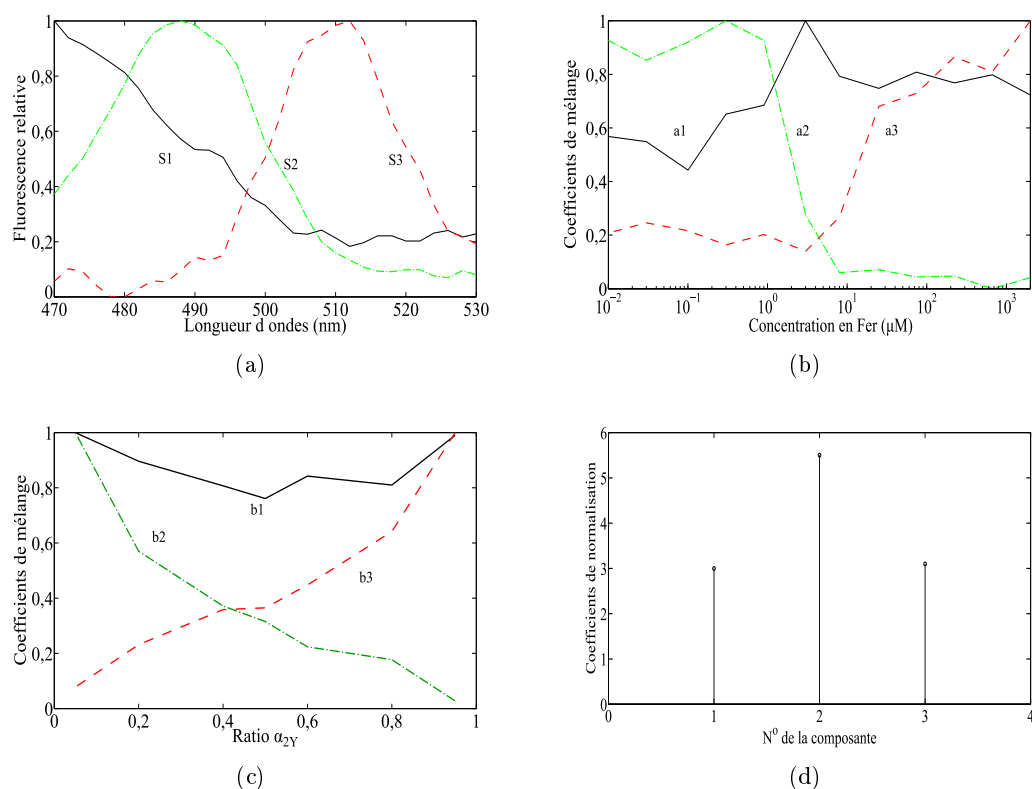 1
0,8
0,6
0,4
0,2
0
Fluorescence relative
S1
S2
S3
470 480 490 500 510 520 530
Longueur d ondes (nm)
(a)
1
0,8
0,6
0,4
0,2
0
Coefficients de mélange
a1
a2
a3
10⁻² 10⁻¹ 10⁰ 10¹ 10² 10³
Concentration en Fer (µM)
(b)
1
0,8
0,6
0,4
0,2
0
Coefficients de mélange
b1
b2
b3
0 0,2 0,4 0,6 0,8 1
Ratio α2Y
(c)
6
5
4
3
2
1
0
Coefficients de normalisation
0 1 2 3 4
N° de la composante
(d)